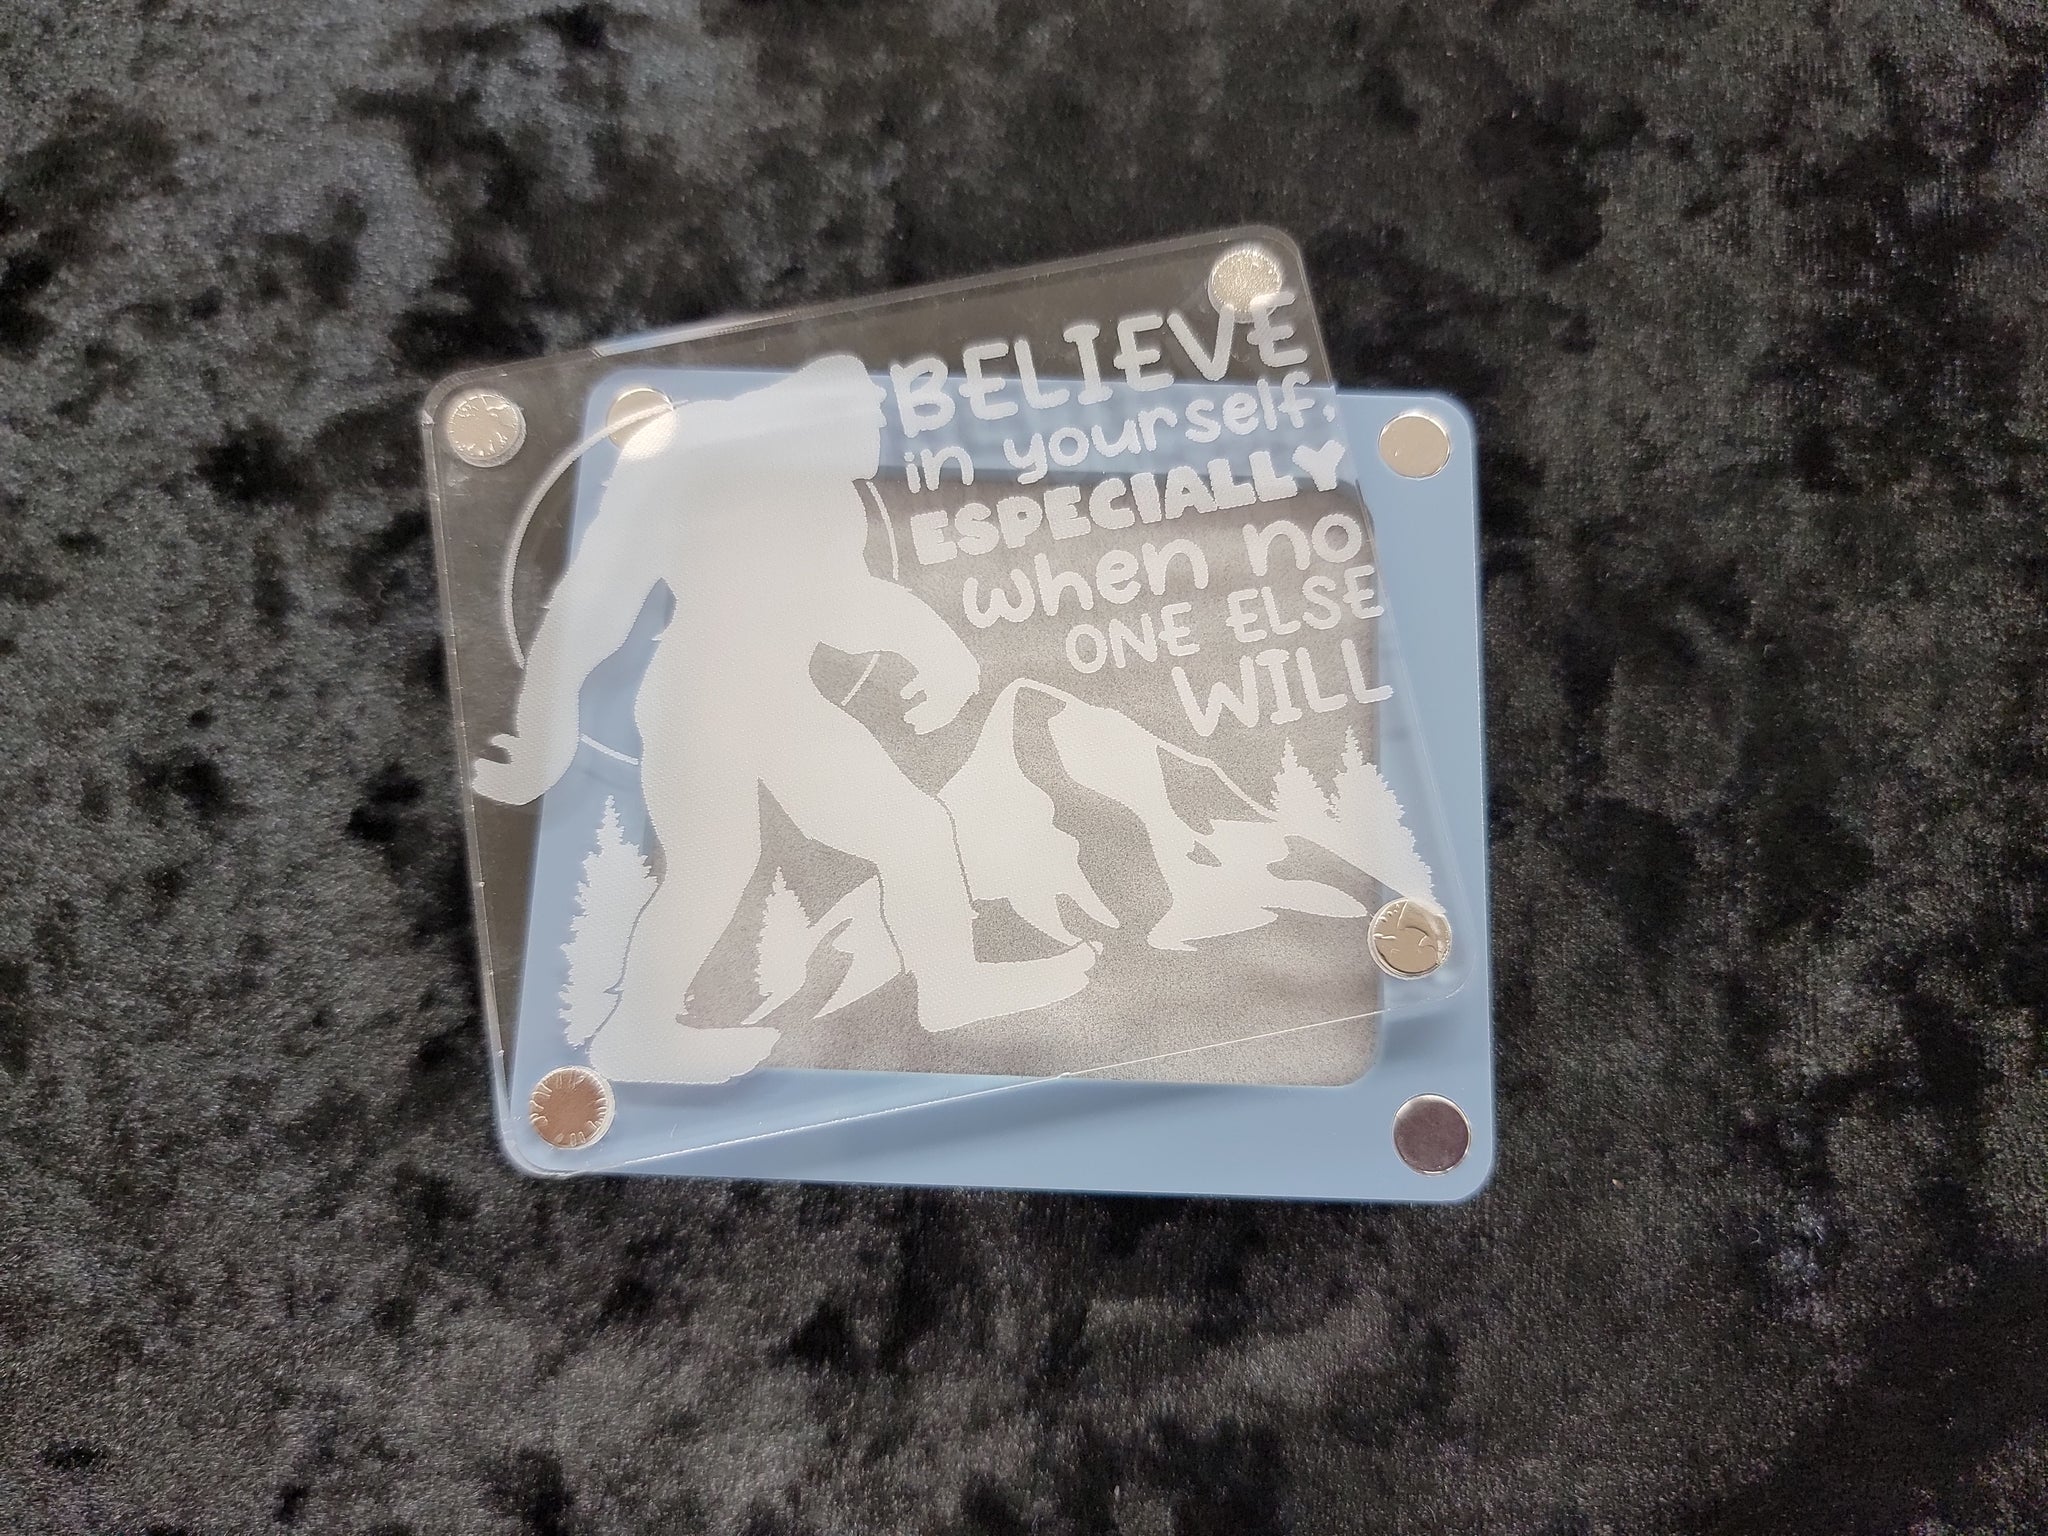 BELIEVE
in yourself,
ESPECIALLY
when no
ONE ELSE
WILL